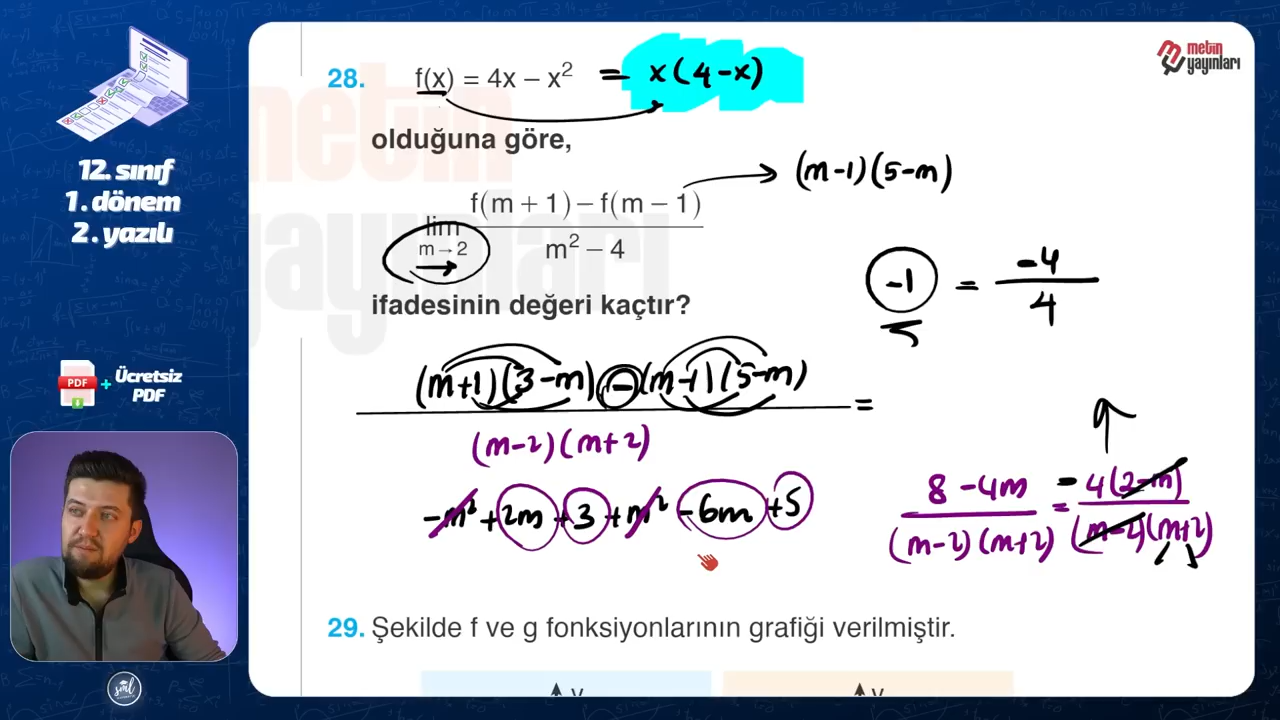 12. sınıf
1. dönem
2. yazılı
PDF + Ücretsiz
PDF
sml
metin
yayınları
metin
yayınları
28. f(x) = 4x − x² = x(4-x)
olduğuna göre,
lim m→2 f(m + 1) − f(m − 1) / m² − 4 → (m-1)(5-m)
ifadesinin değeri kaçtır?
-1 = -4/4
(m+1)(3-m) - (m-1)(5-m) =
(m-2)(m+2)
-m² + 2m + 3 + m² - 6m + 5
8 - 4m / (m-2)(m+2) = -4(2-m) / (m-2)(m+2)
29. Şekilde f ve g fonksiyonlarının grafiği verilmiştir.
y y